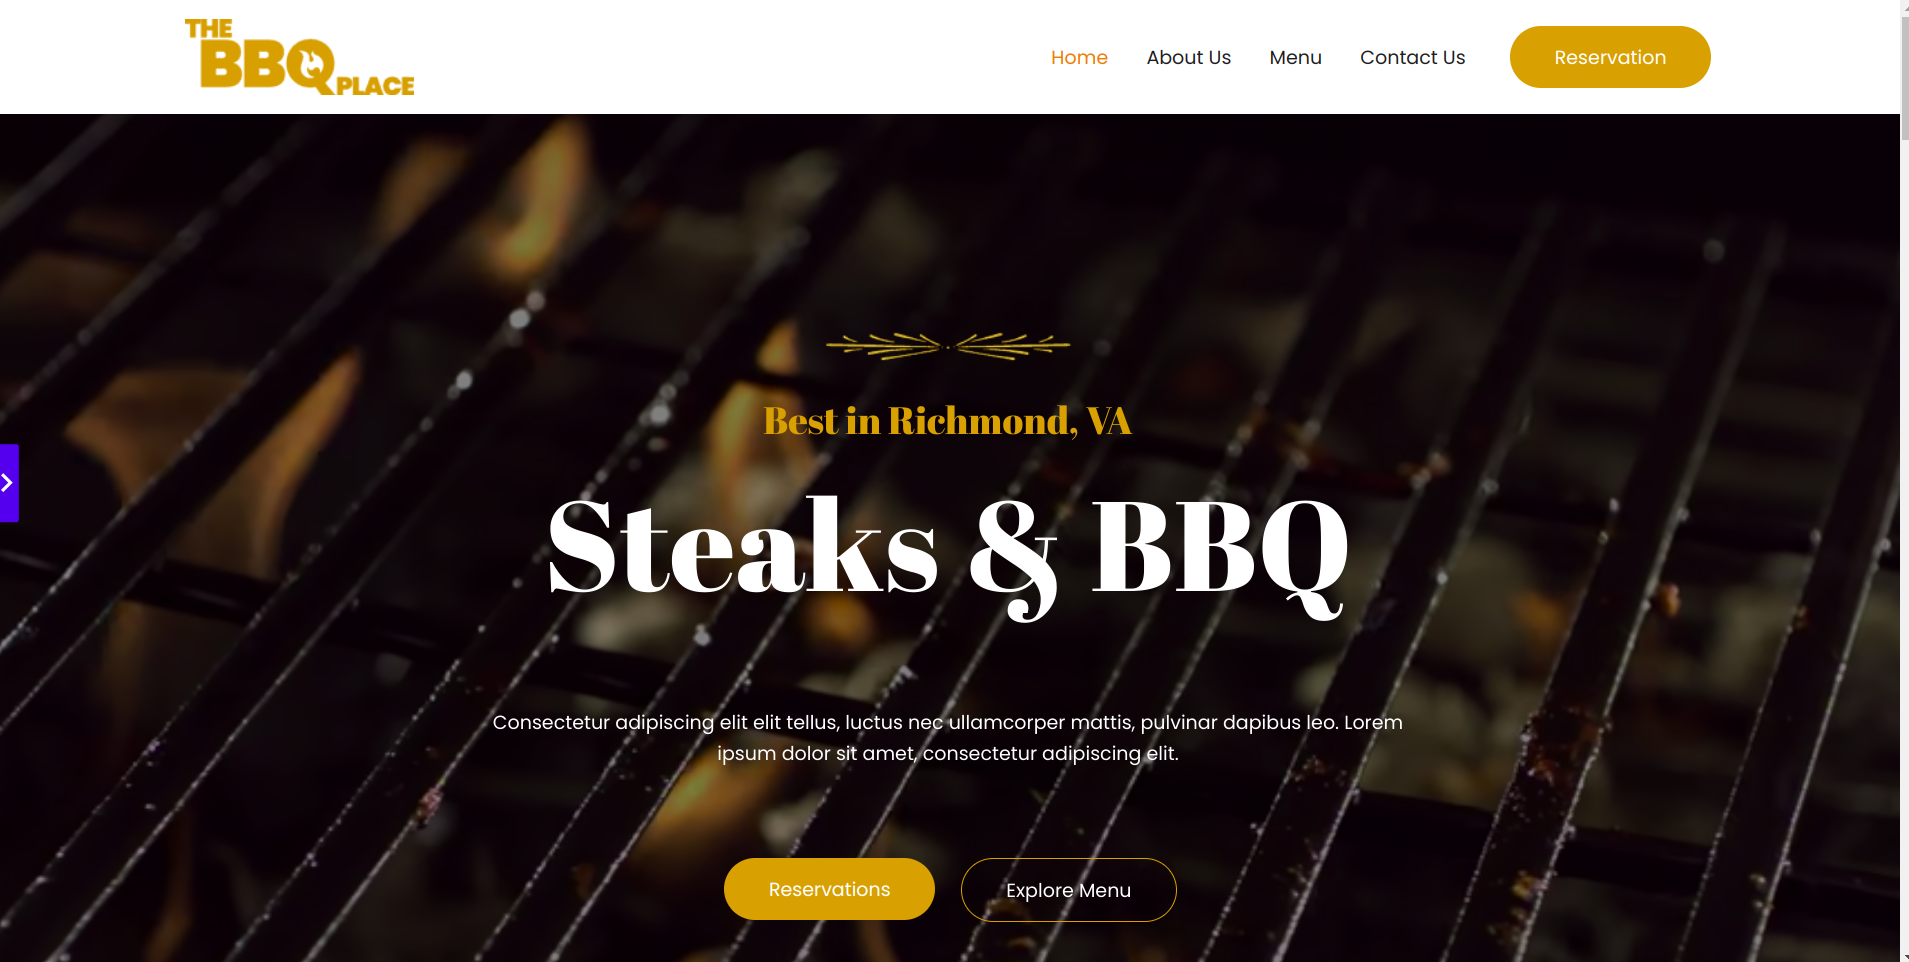 THE
BBQ
PLACE
Home
About Us
Menu
Contact Us
Reservation
Best in Richmond, VA
Steaks & BBQ
Consectetur adipiscing elit elit tellus, luctus nec ullamcorper mattis, pulvinar dapibus leo. Lorem
ipsum dolor sit amet, consectetur adipiscing elit.
Reservations
Explore Menu